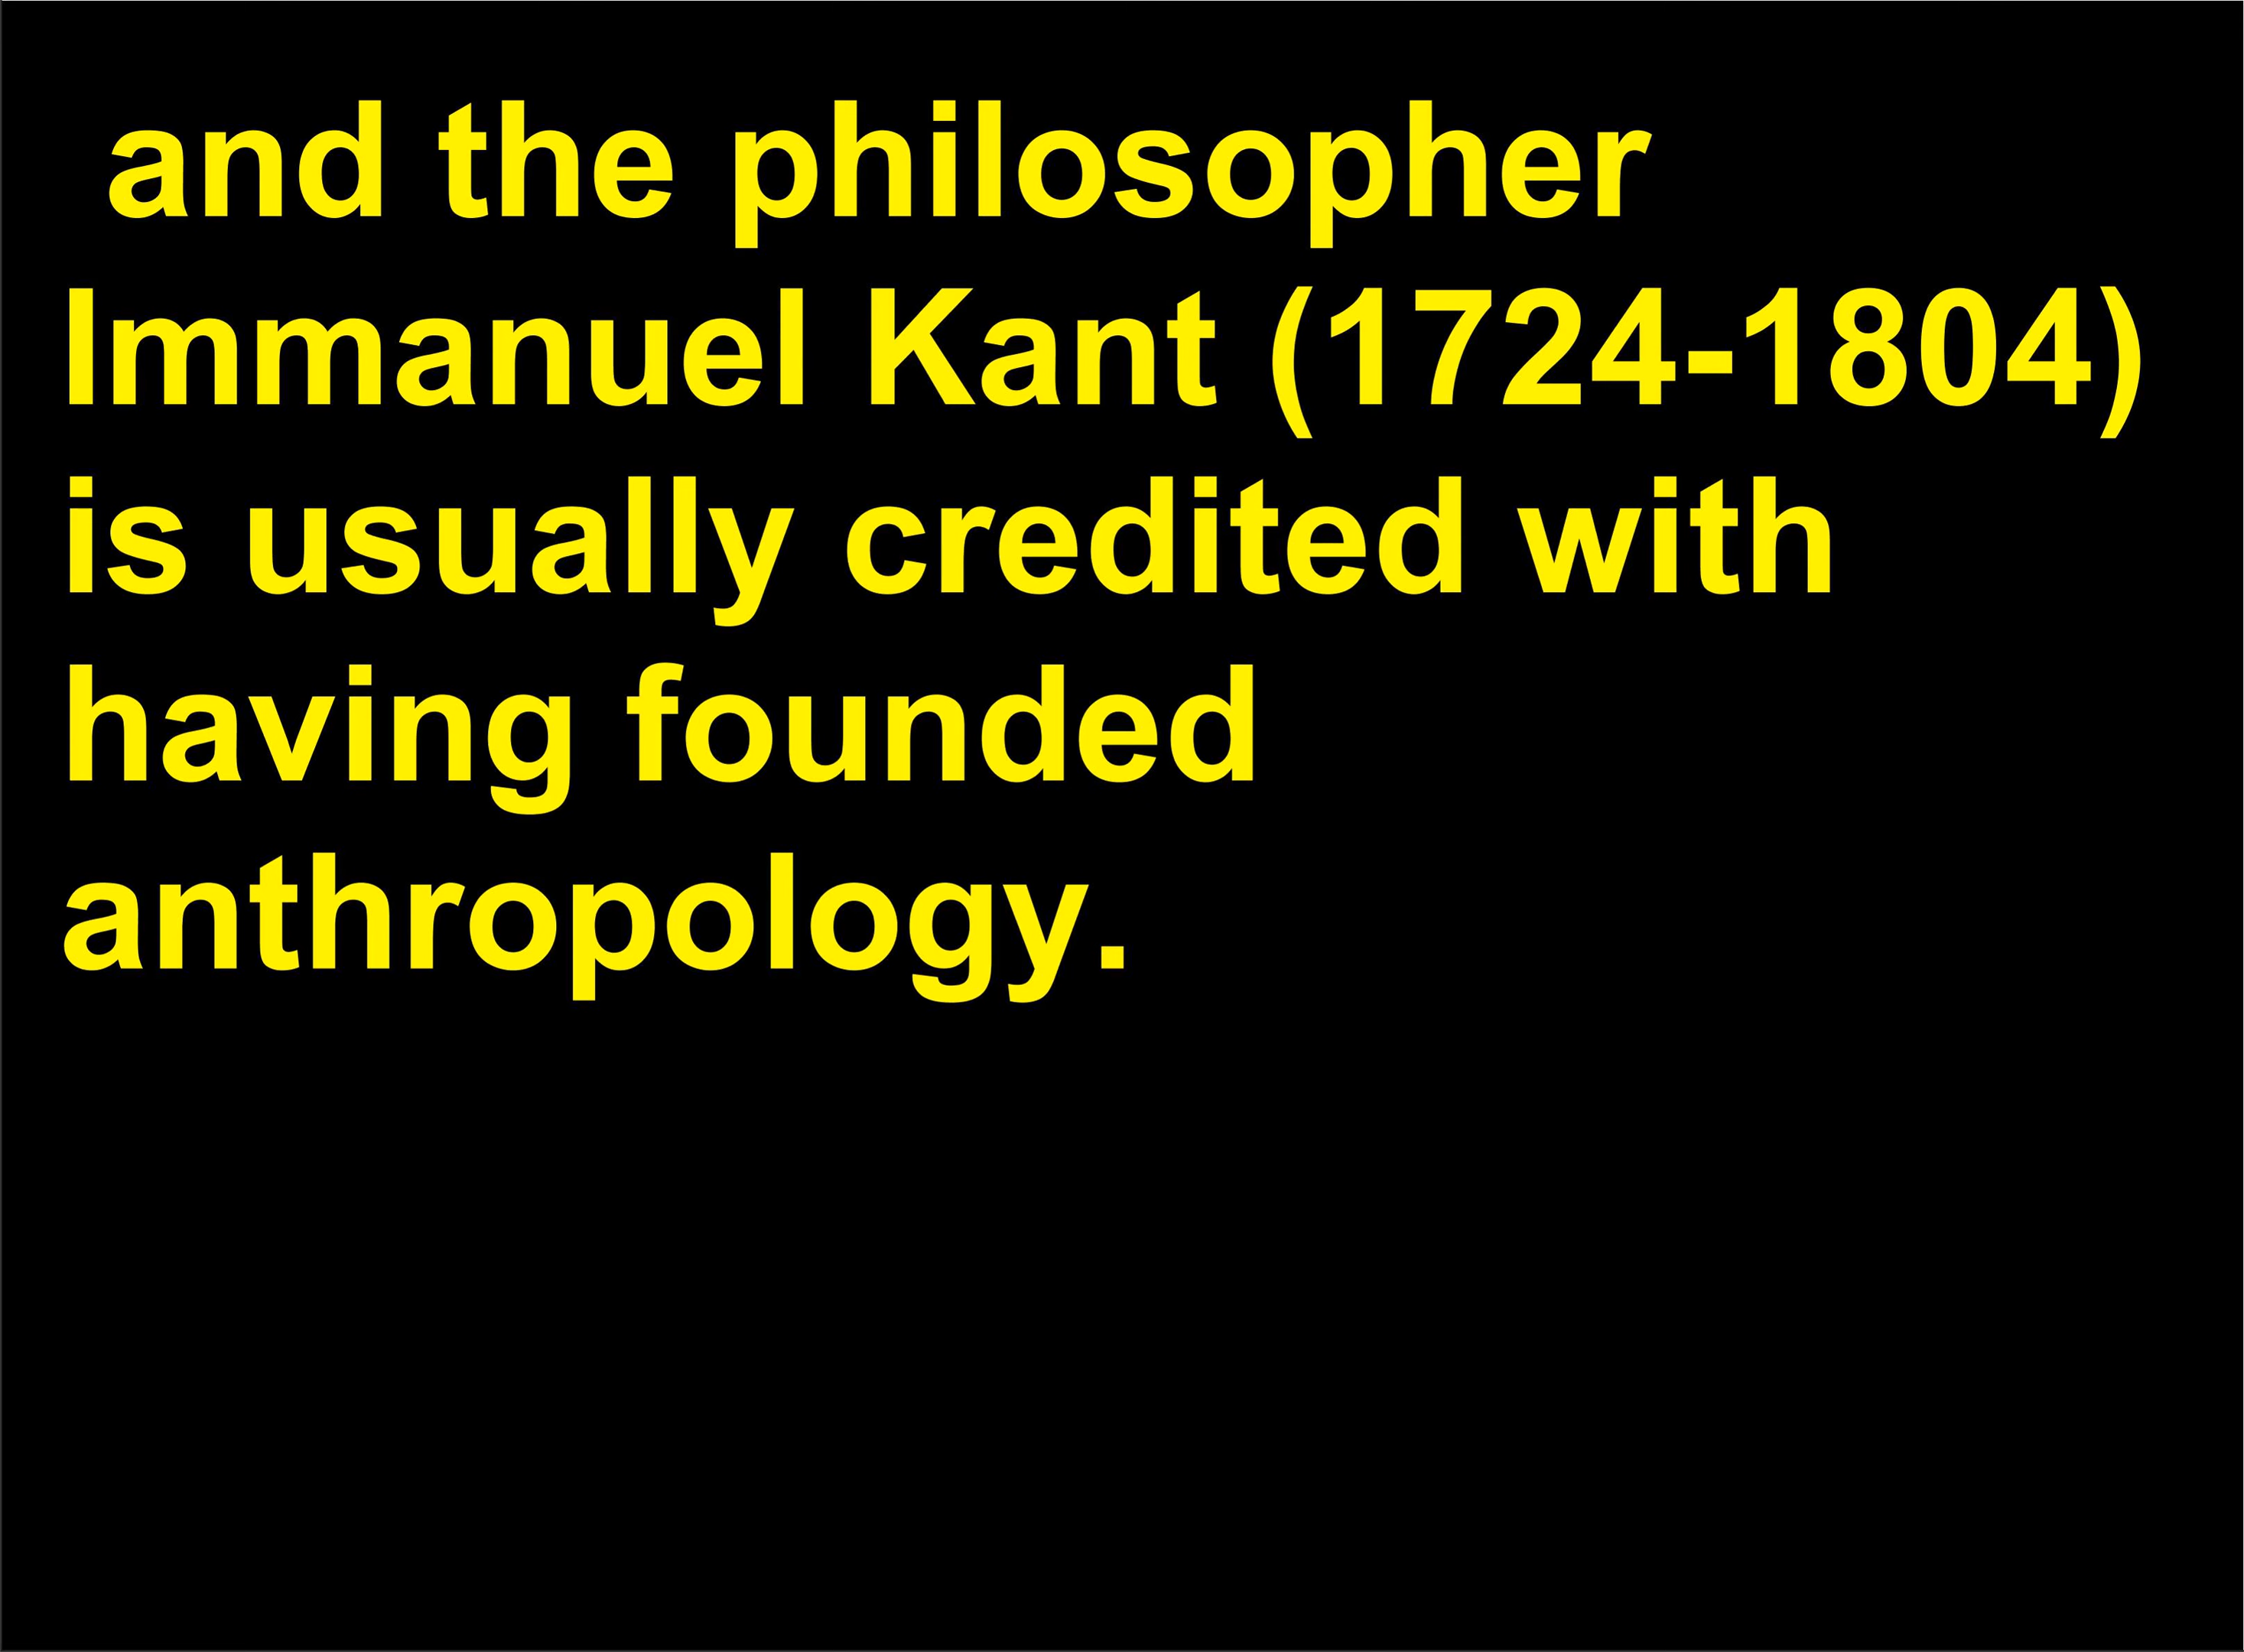 and the philosopher
Immanuel Kant (1724-1804)
is usually credited with
having founded
anthropology.